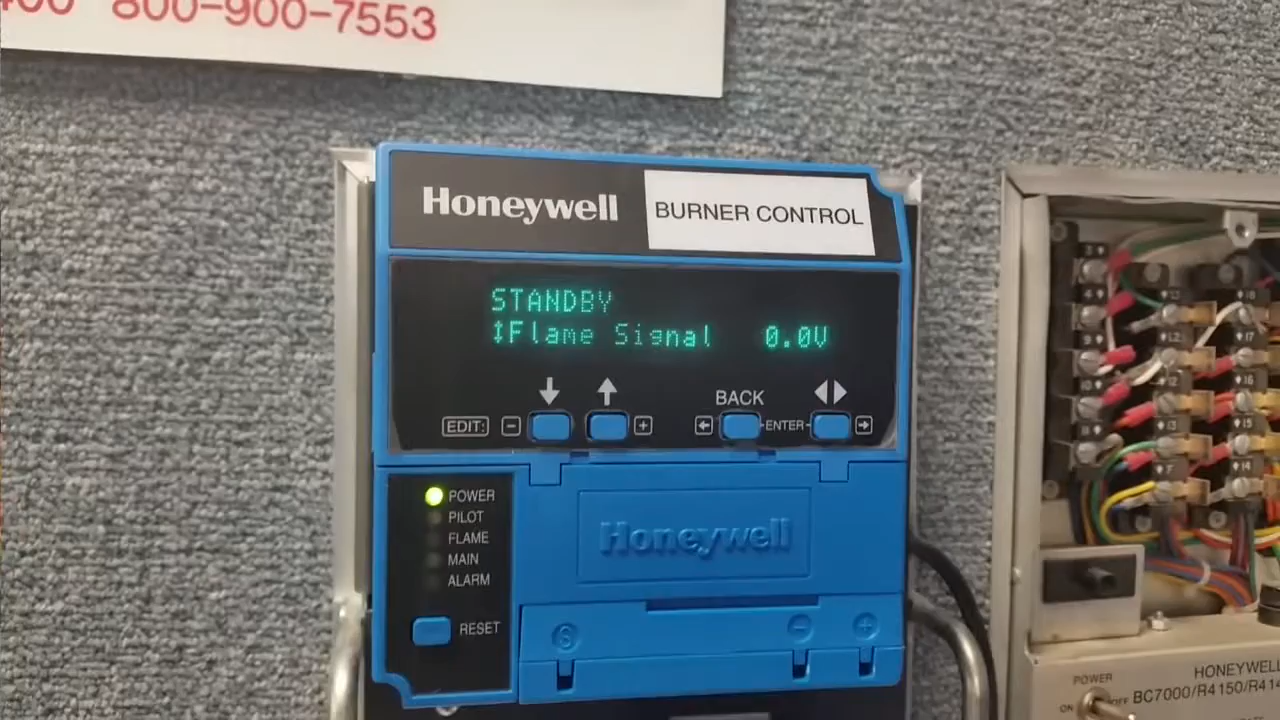 800-900-7553
Honeywell
BURNER CONTROL
STANDBY
↕Flame Signal 0.0V
BACK
EDIT: - + ENTER
POWER
PILOT
FLAME
MAIN
ALARM
RESET
Honeywell
S - +
HONEYWELL
POWER
ON OFF
BC7000/R4150/R414